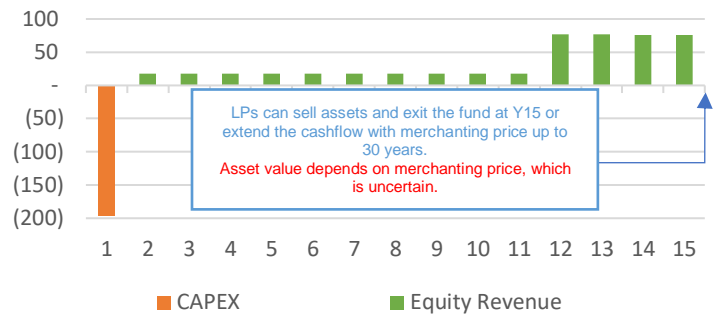 100
50
-
(50)
(100)
(150)
(200)
LPs can sell assets and exit the fund at Y15 or
extend the cashflow with merchanting price up to
30 years.
Asset value depends on merchanting price, which
is uncertain.
1 2 3 4 5 6 7 8 9 10 11 12 13 14 15
CAPEX Equity Revenue